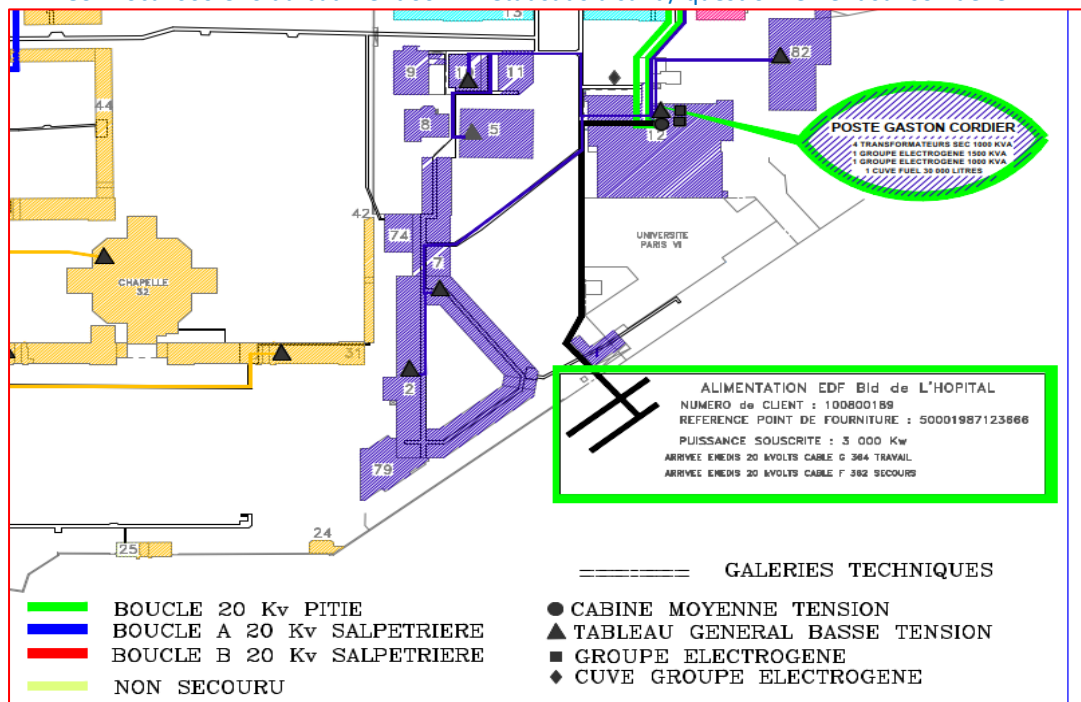 13
9
1
11
82
44
8
5
12
POSTE GASTON CORDIER
4 TRANSFORMATEURS SEC 1000 KVA
1 GROUPE ELECTROGENE 1500 KVA
1 GROUPE ELECTROGENE 1000 KVA
1 CUVE FUEL 30 000 LITRES
42
74
UNIVERSITE
PARIS VI
7
CHAPELLE
32
31
2
ALIMENTATION EDF Bld de L'HOPITAL
NUMERO de CLIENT : 100800189
REFERENCE POINT DE FOURNITURE : 50001987123666
PUISSANCE SOUSCRITE : 3 000 Kw
ARRIVEE ENEDIS 20 kVOLTS CABLE G 364 TRAVAIL
ARRIVEE ENEDIS 20 kVOLTS CABLE F 362 SECOURS
79
24
25
GALERIES TECHNIQUES
BOUCLE 20 Kv PITIE
BOUCLE A 20 Kv SALPETRIERE
BOUCLE B 20 Kv SALPETRIERE
NON SECOURU
CABINE MOYENNE TENSION
TABLEAU GENERAL BASSE TENSION
GROUPE ELECTROGENE
CUVE GROUPE ELECTROGENE